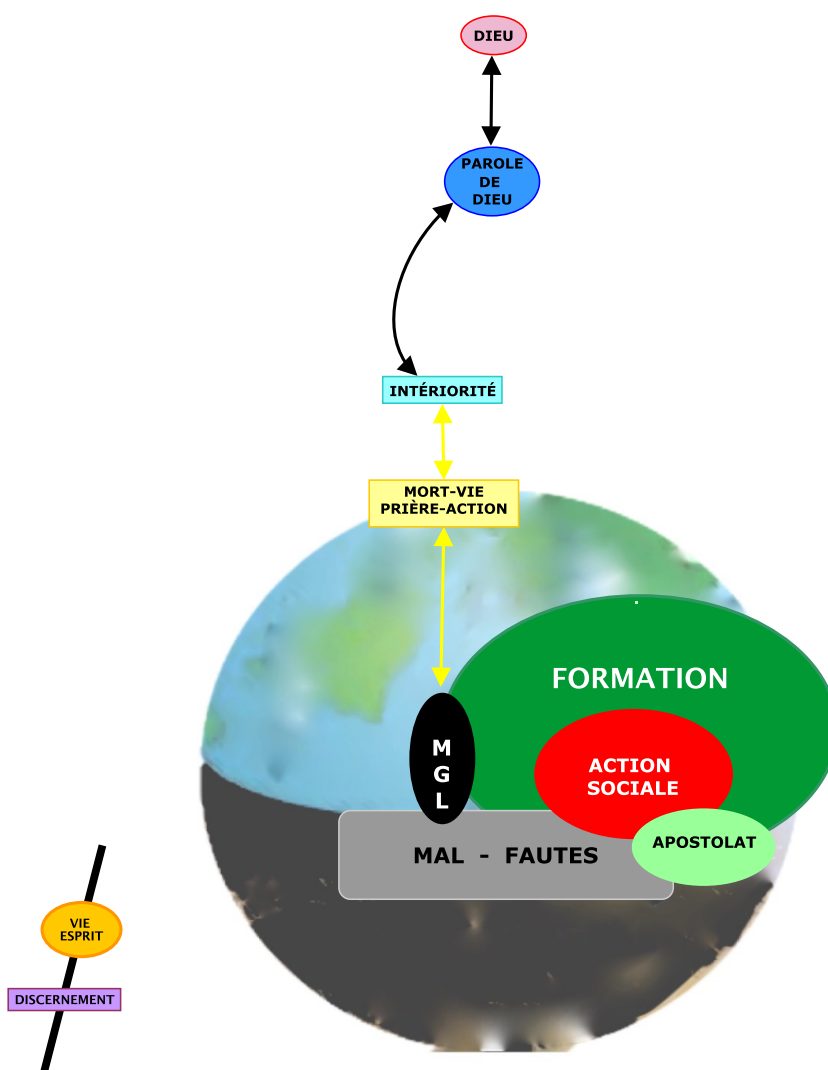 DIEU
PAROLE
DE
DIEU
INTÉRIORITÉ
MORT-VIE
PRIÈRE-ACTION
FORMATION
M
G
L
ACTION
SOCIALE
APOSTOLAT
MAL - FAUTES
VIE
ESPRIT
DISCERNEMENT